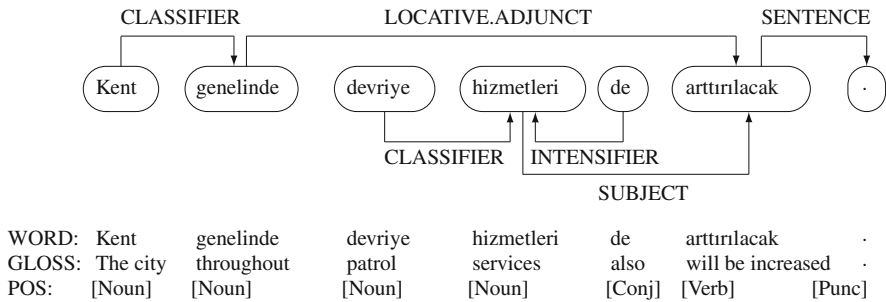 CLASSIFIER LOCATIVE.ADJUNCT SENTENCE
Kent genelinde devriye hizmetleri de arttırılacak .
CLASSIFIER INTENSIFIER
SUBJECT
WORD: Kent genelinde devriye hizmetleri de arttırılacak .
GLOSS: The city throughout patrol services also will be increased .
POS: [Noun] [Noun] [Noun] [Noun] [Conj] [Verb] [Punc]